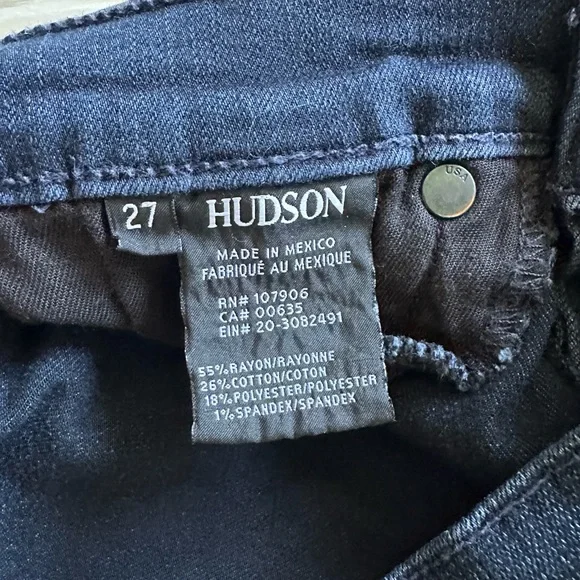 27
HUDSON
MADE IN MEXICO
FABRIQUÉ AU MEXIQUE
RN# 107906
CA# 00635
EIN# 20-3082491
55% RAYON/RAYONNE
26% COTTON/COTON
18% POLYESTER/POLYESTER
1% SPANDEX/SPANDEX
USA